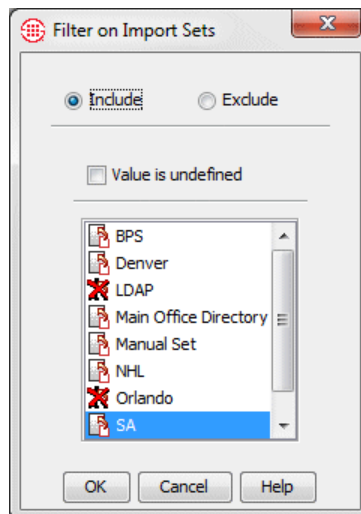 Filter on Import Sets
Include Exclude
Value is undefined
BPS
Denver
LDAP
Main Office Directory
Manual Set
NHL
Orlando
SA
OK Cancel Help